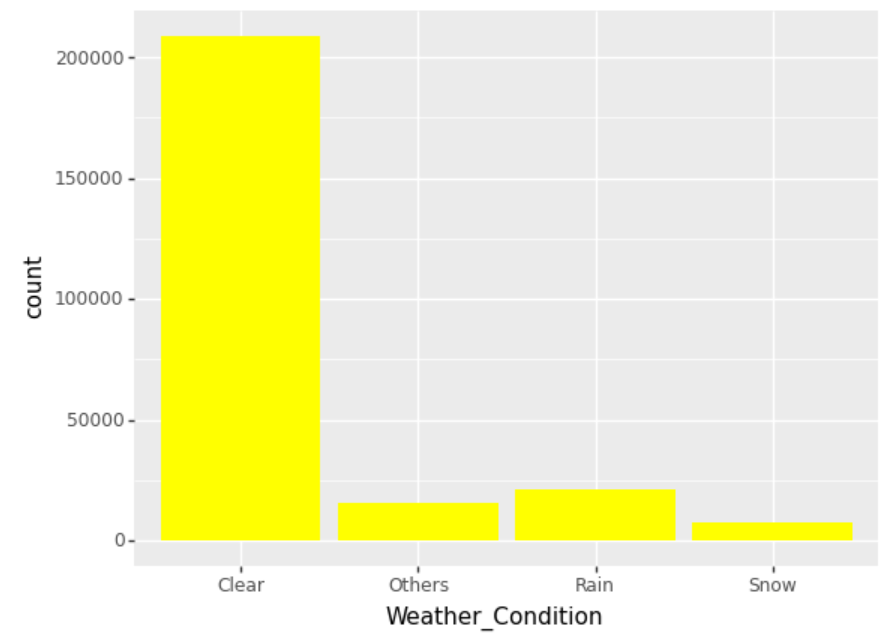 200000
150000
100000
50000
0
count
Clear Others Rain Snow
Weather_Condition